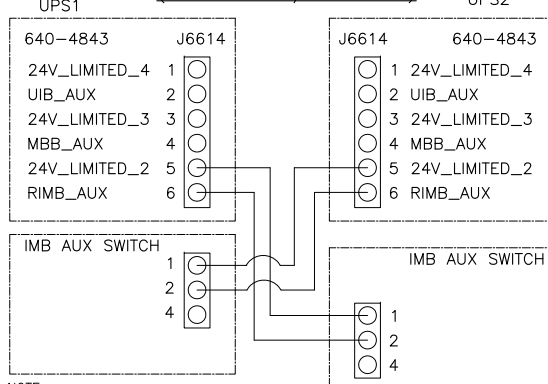 UPS1
UPS2
640-4843 J6614
24V_LIMITED_4 1
UIB_AUX 2
24V_LIMITED_3 3
MBB_AUX 4
24V_LIMITED_2 5
RIMB_AUX 6
J6614 640-4843
1 24V_LIMITED_4
2 UIB_AUX
3 24V_LIMITED_3
4 MBB_AUX
5 24V_LIMITED_2
6 RIMB_AUX
IMB AUX SWITCH
1
2
4
IMB AUX SWITCH
1
2
4